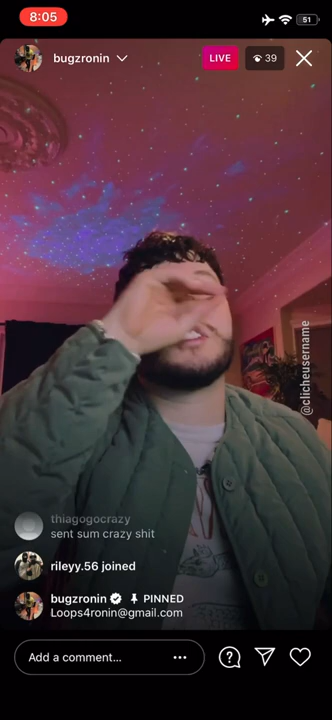 8:05
51
bugzronin
LIVE
39
@clicheusername
thiagogocrazy
sent sum crazy shit
rileyy.56 joined
bugzronin PINNED
Loops4ronin@gmail.com
Add a comment...